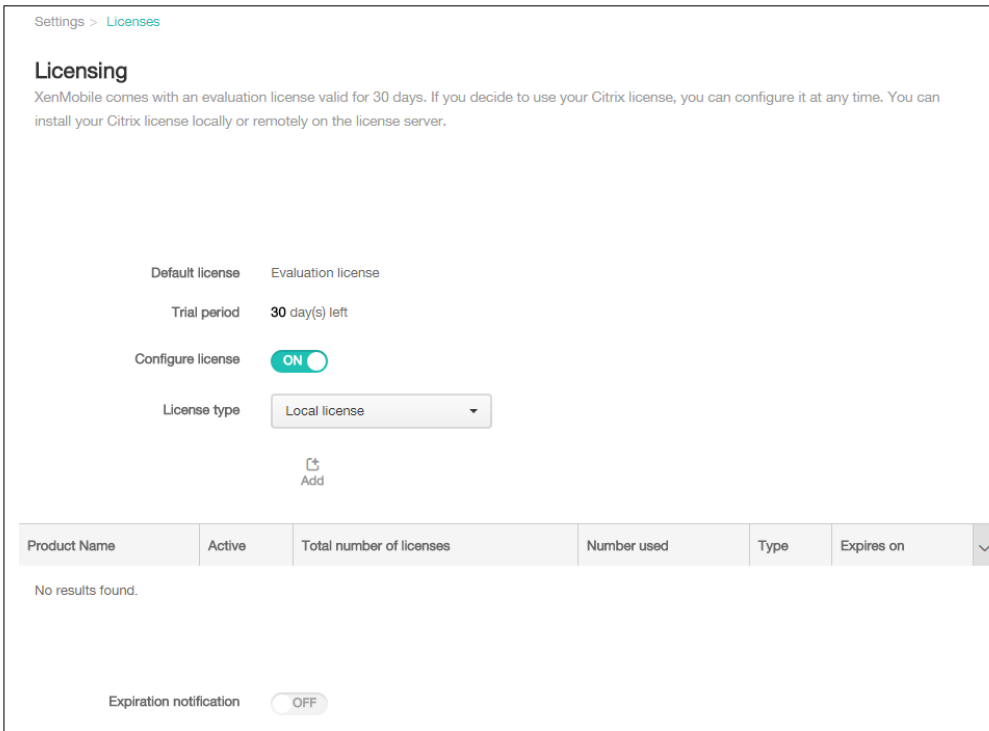 Settings > Licenses
Licensing
XenMobile comes with an evaluation license valid for 30 days. If you decide to use your Citrix license, you can configure it at any time. You can
install your Citrix license locally or remotely on the license server.
Default license Evaluation license
Trial period 30 day(s) left
Configure license ON
License type Local license
Add
Product Name Active Total number of licenses Number used Type Expires on
No results found.
Expiration notification OFF